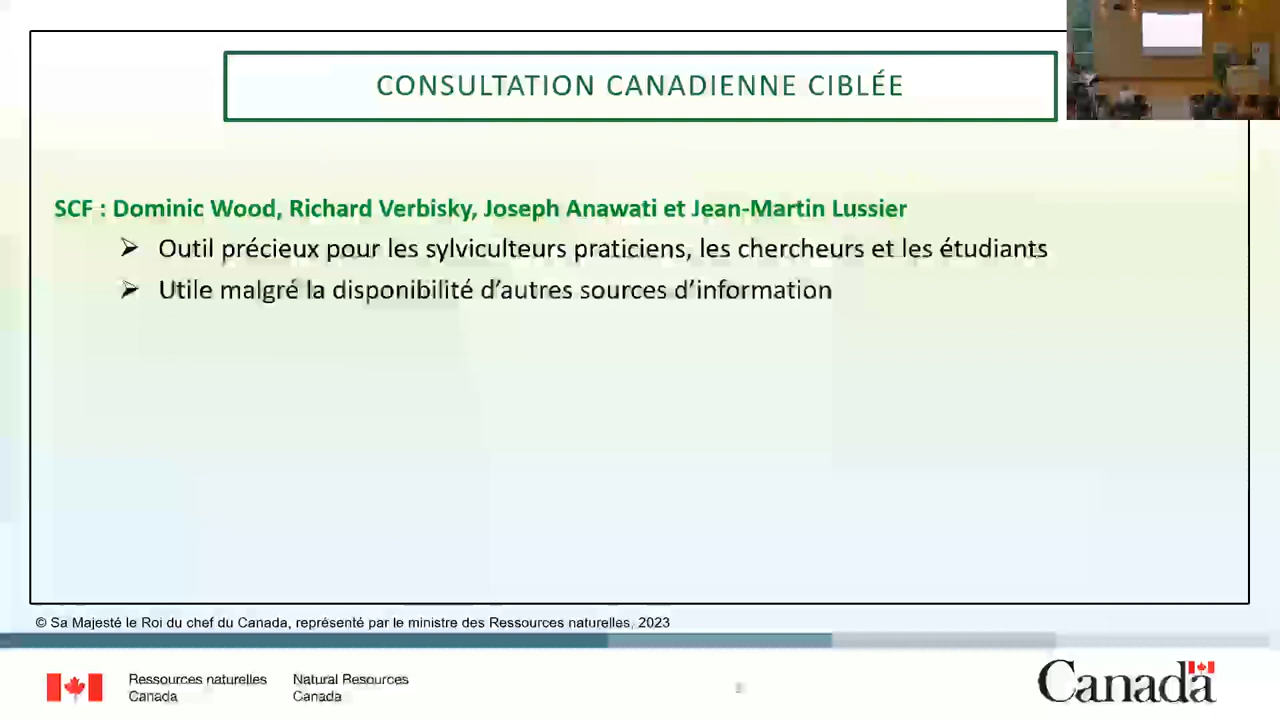 CONSULTATION CANADIENNE CIBLÉE
SCF : Dominic Wood, Richard Verbisky, Joseph Anawati et Jean-Martin Lussier
➢ Outil précieux pour les sylviculteurs praticiens, les chercheurs et les étudiants
➢ Utile malgré la disponibilité d’autres sources d’information
© Sa Majesté le Roi du chef du Canada, représenté par le ministre des Ressources naturelles, 2023
Ressources naturelles Canada
Natural Resources Canada
Canada